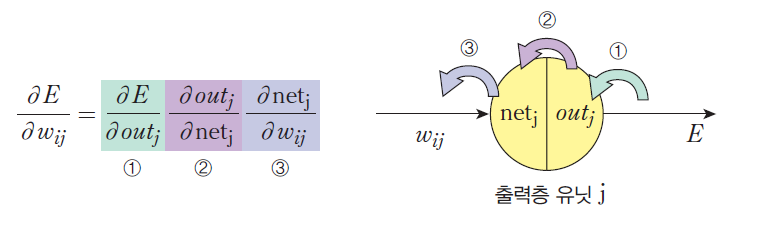 ∂E/∂w_ij = ∂E/∂out_j ∂out_j/∂net_j ∂net_j/∂w_ij
① ② ③
② 
③ ①
net_j out_j
w_ij E
출력층 유닛 j